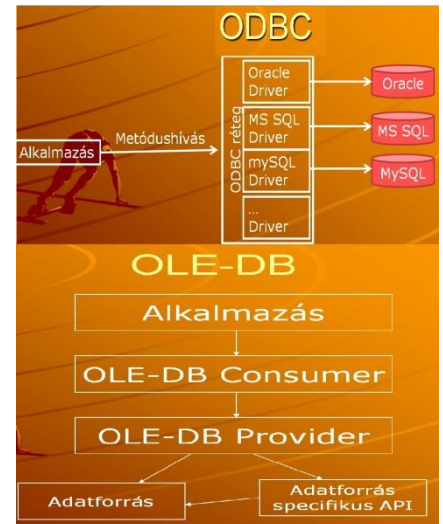 ODBC
Alkalmazás
Metódushívás
ODBC réteg
Oracle
Driver
Oracle
MS SQL
Driver
MS SQL
mySQL
Driver
MySQL
...
Driver
OLE-DB
Alkalmazás
OLE-DB Consumer
OLE-DB Provider
Adatforrás
Adatforrás
specifikus API